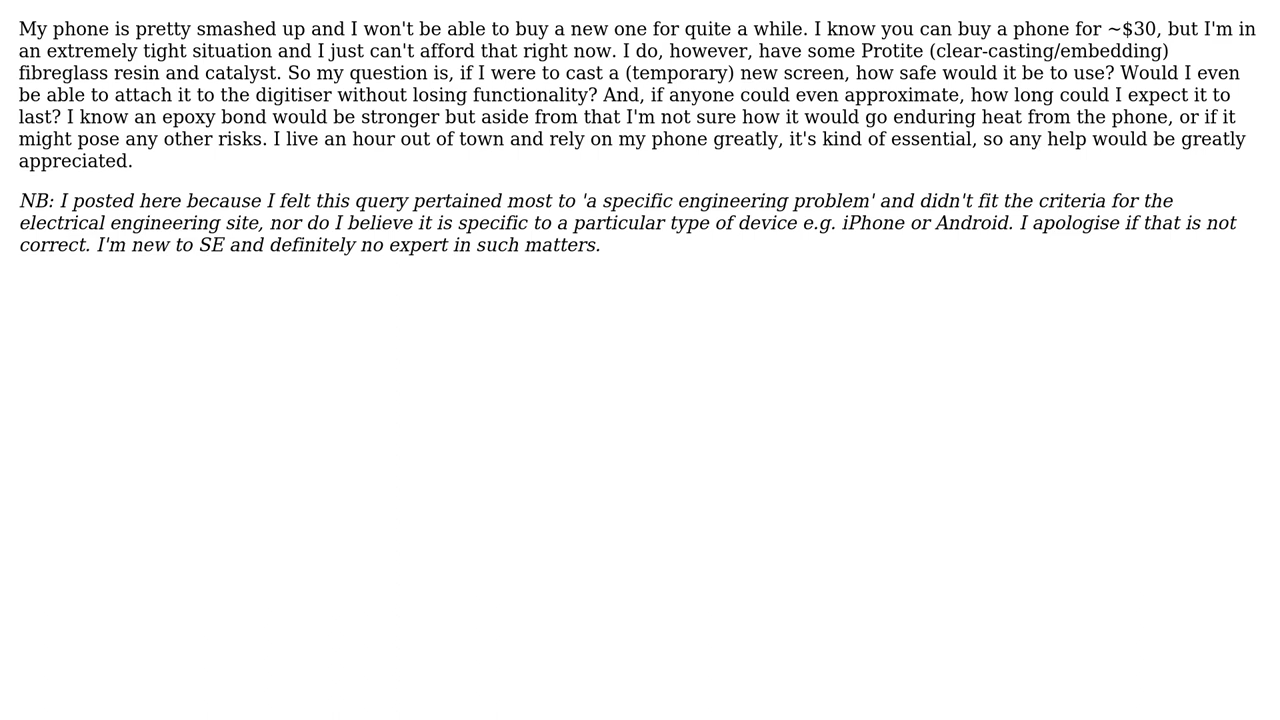 My phone is pretty smashed up and I won't be able to buy a new one for quite a while. I know you can buy a phone for ~$30, but I'm in
an extremely tight situation and I just can't afford that right now. I do, however, have some Protite (clear-casting/embedding)
fibreglass resin and catalyst. So my question is, if I were to cast a (temporary) new screen, how safe would it be to use? Would I even
be able to attach it to the digitiser without losing functionality? And, if anyone could even approximate, how long could I expect it to
last? I know an epoxy bond would be stronger but aside from that I'm not sure how it would go enduring heat from the phone, or if it
might pose any other risks. I live an hour out of town and rely on my phone greatly, it's kind of essential, so any help would be greatly
appreciated.
NB: I posted here because I felt this query pertained most to 'a specific engineering problem' and didn't fit the criteria for the
electrical engineering site, nor do I believe it is specific to a particular type of device e.g. iPhone or Android. I apologise if that is not
correct. I'm new to SE and definitely no expert in such matters.